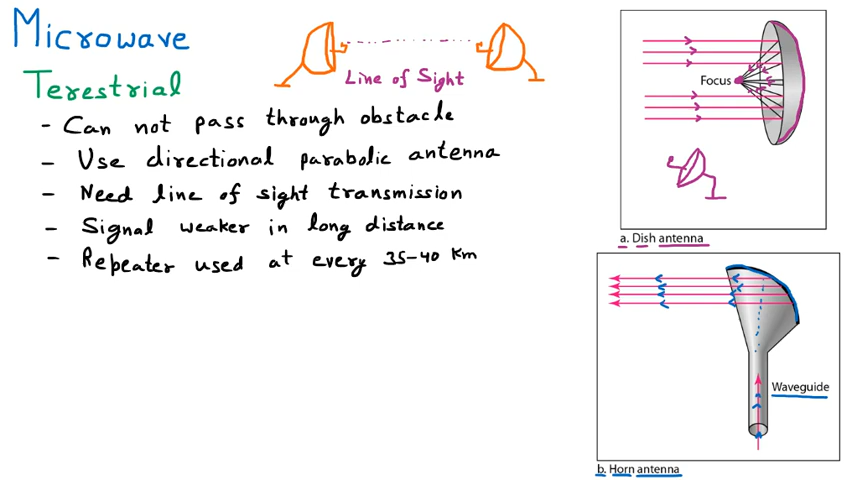 Microwave
Line of Sight
Terestrial
- Can not pass through obstacle
- Use directional parabolic antenna
- Need line of sight transmission
- Signal weaker in long distance
- Repeater used at every 35-40 Km
Focus
a. Dish antenna
Waveguide
b. Horn antenna